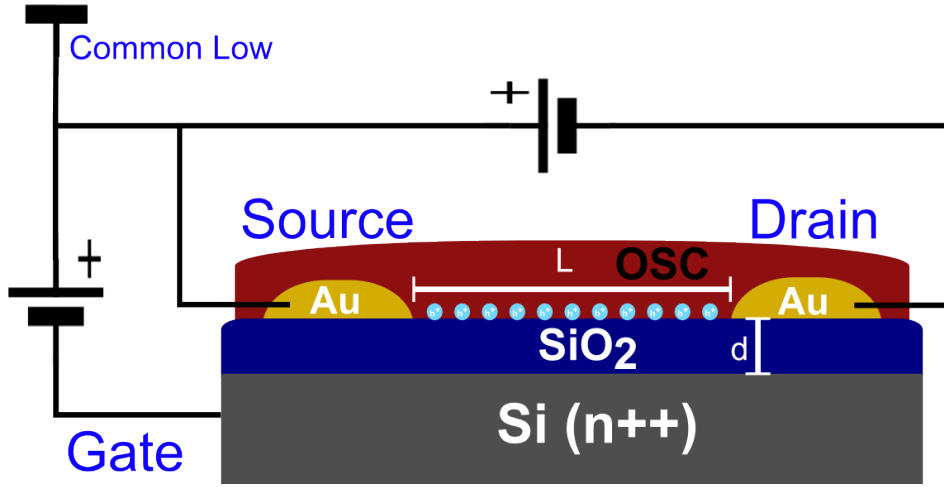 Common Low
+
Source
Drain
L
OSC
+
Au
Au
h⁺ h⁺ h⁺ h⁺ h⁺ h⁺ h⁺ h⁺ h⁺ h⁺ h⁺
SiO₂
d
Si (n++)
Gate